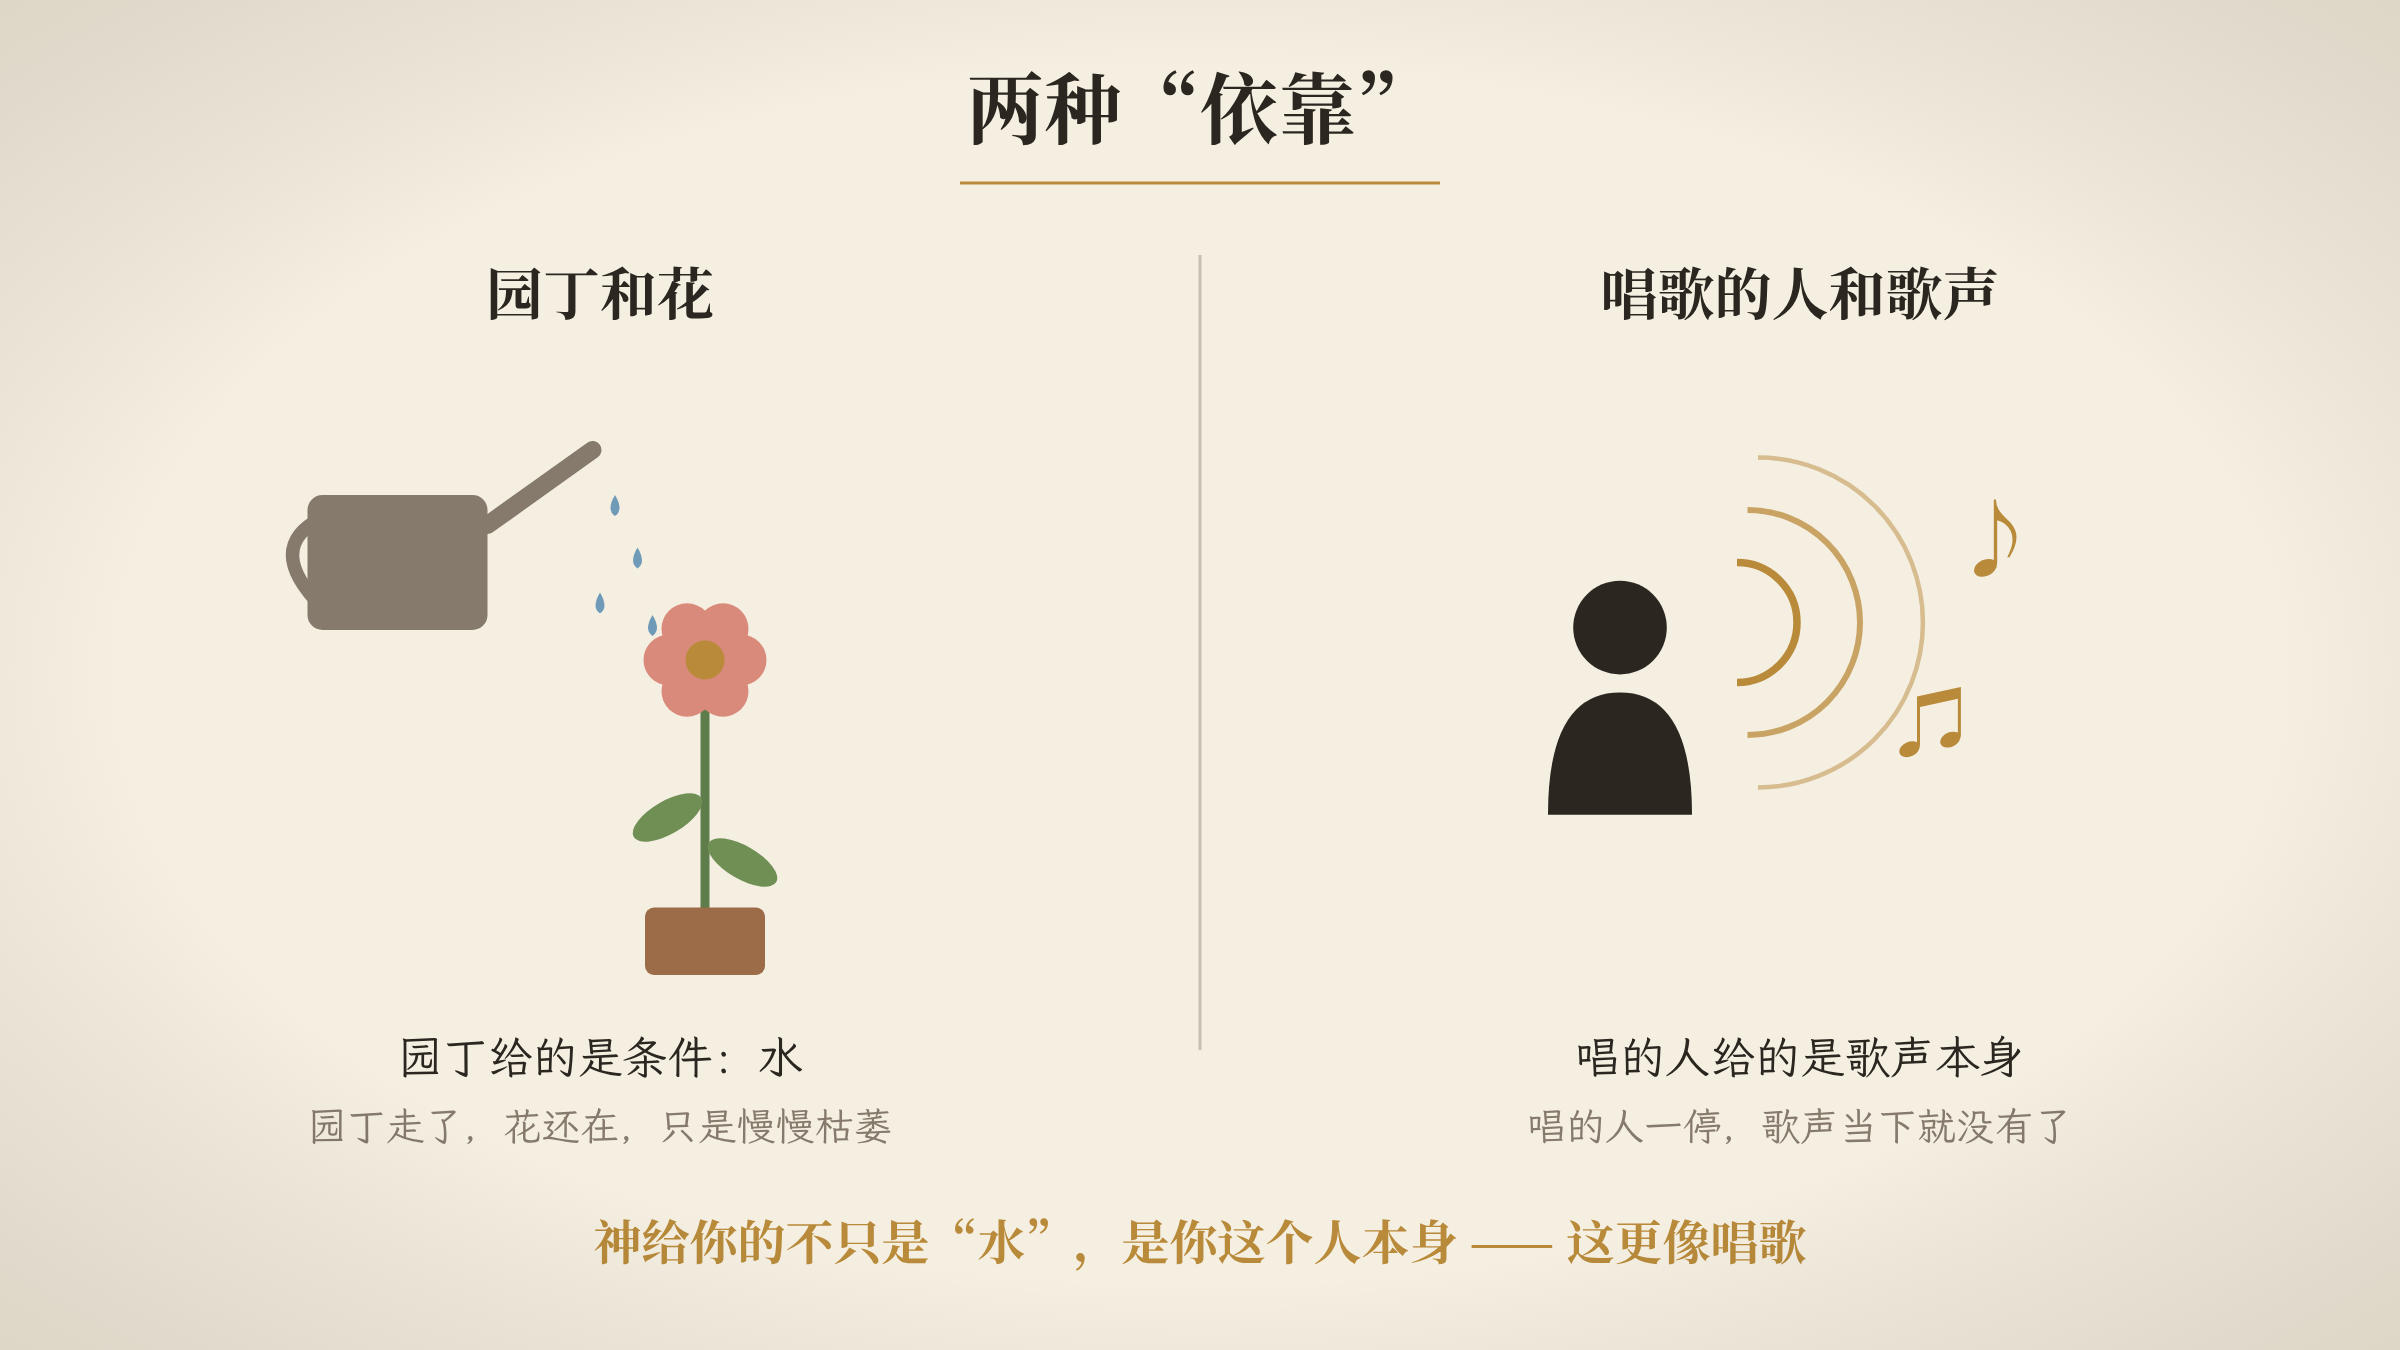 两种“依靠”
园丁和花
园丁给的是条件：水
园丁走了，花还在，只是慢慢枯萎
唱歌的人和歌声
唱的人给的是歌声本身
唱的人一停，歌声当下就没有了
神给你的不只是“水”，是你这个人本身 —— 这更像唱歌